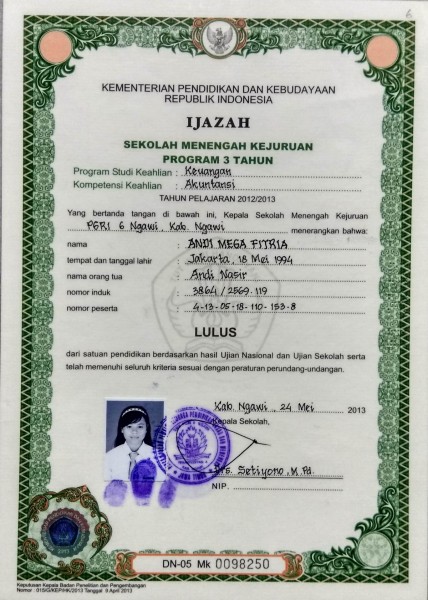 6
KEMENTERIAN PENDIDIKAN DAN KEBUDAYAAN
REPUBLIK INDONESIA
IJAZAH
SEKOLAH MENENGAH KEJURUAN
PROGRAM 3 TAHUN
Program Studi Keahlian : Keuangan
Kompetensi Keahlian : Akuntansi
TAHUN PELAJARAN 2012/2013
Yang bertanda tangan di bawah ini, Kepala Sekolah Menengah Kejuruan
PGRI 6 Ngawi, Kab. Ngawi menerangkan bahwa:
nama : ANDI MEGA FITRIA
tempat dan tanggal lahir : Jakarta, 18 Mei 1994
nama orang tua : Andi Nasir
nomor induk : 3864 / 2569. 119
nomor peserta : 4-13-05-18-110-153-8
LULUS
dari satuan pendidikan berdasarkan hasil Ujian Nasional dan Ujian Sekolah serta
telah memenuhi seluruh kriteria sesuai dengan peraturan perundang-undangan.
Kab. Ngawi, 24 Mei 2013
Kepala Sekolah,
Drs. Setiyono, M.Pd.
NIP.
DN-05 Mk 0098250
Keputusan Kepala Badan Penelitian dan Pengembangan
Nomor : 018/G/KEP/HK/2013 Tanggal 9 April 2013